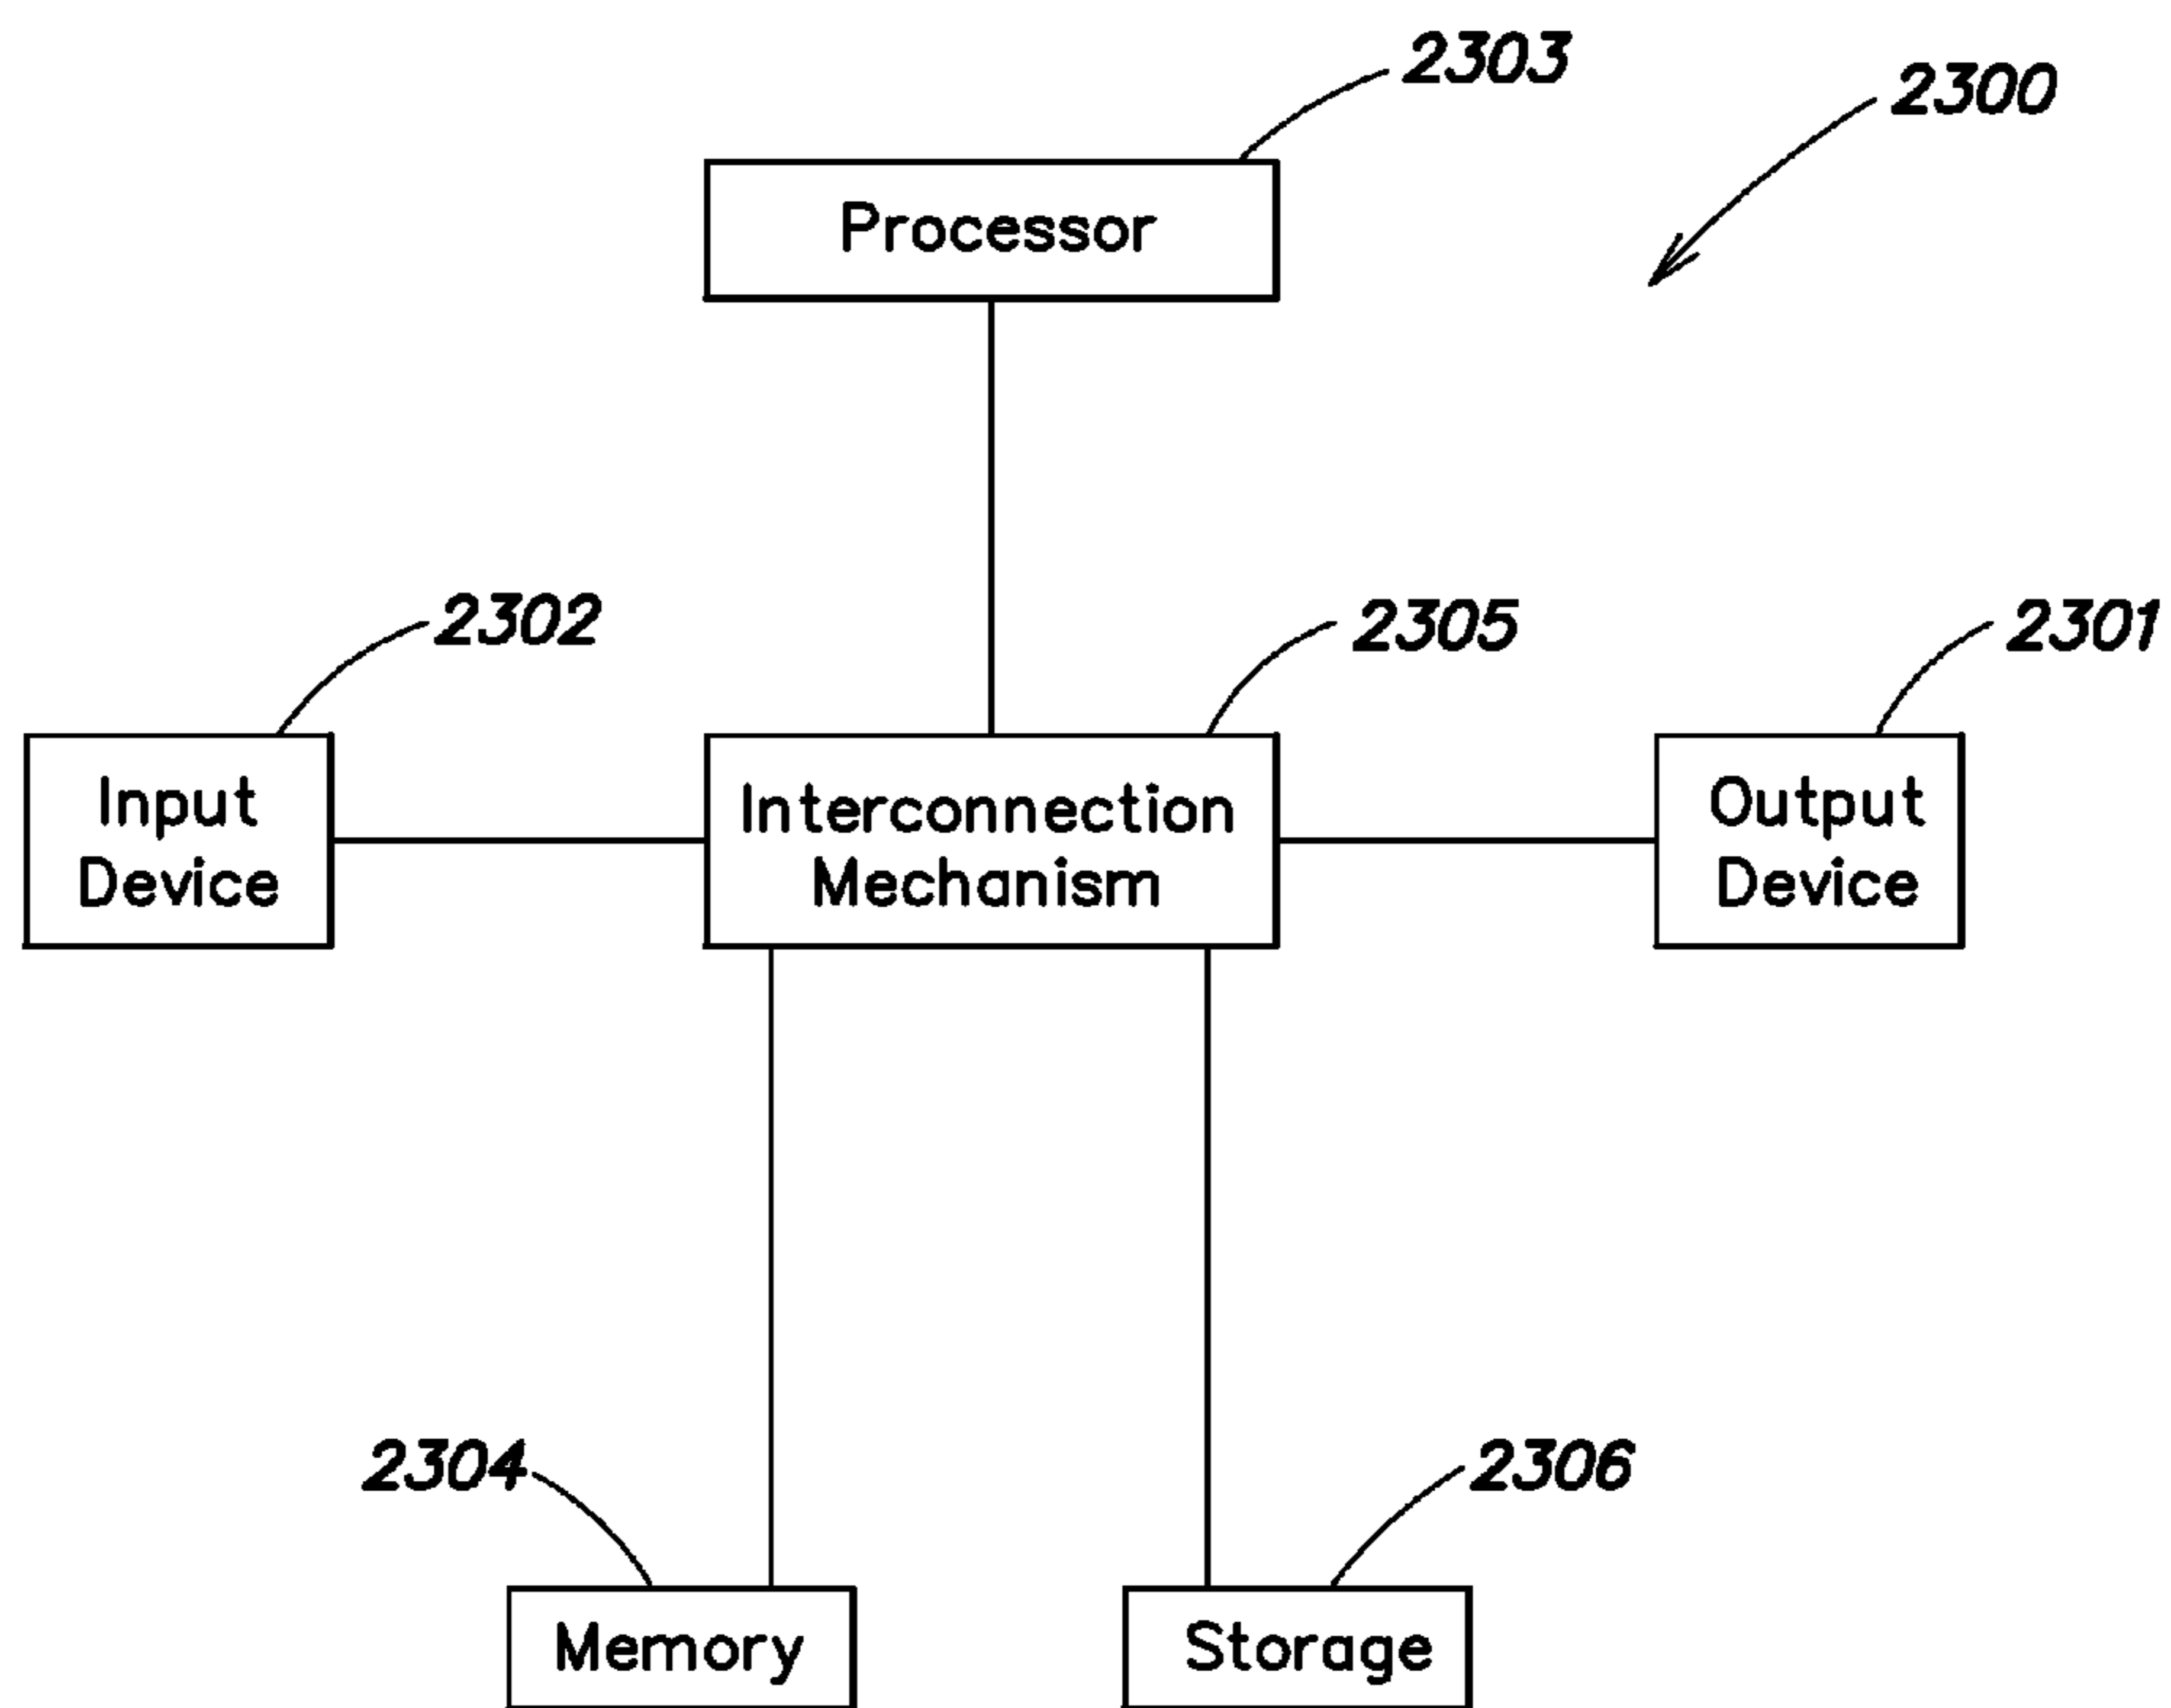 2303
2300
Processor
2302
2305
2301
Input
Device
Interconnection
Mechanism
Output
Device
2304
2306
Memory
Storage